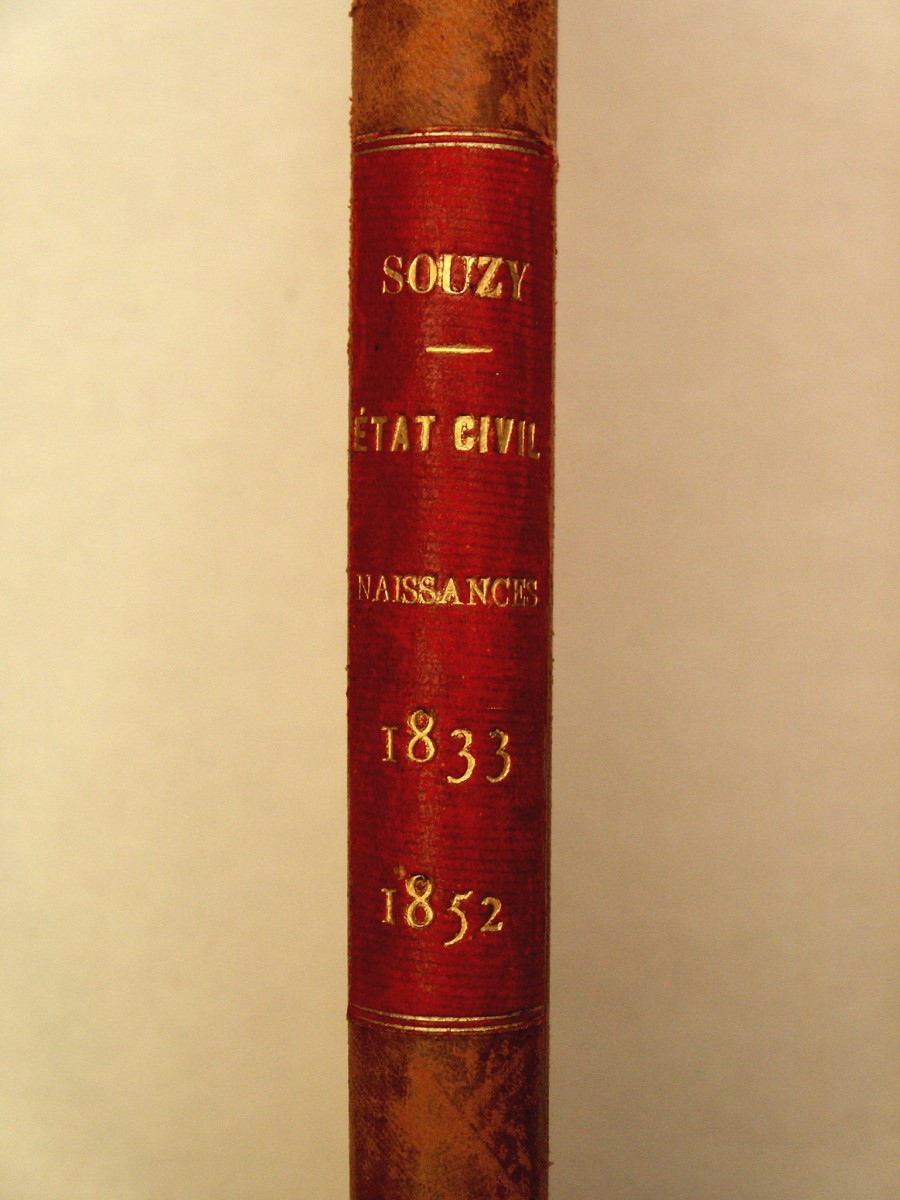 SOUZY
ÉTAT CIVIL
NAISSANCES
1833
1852